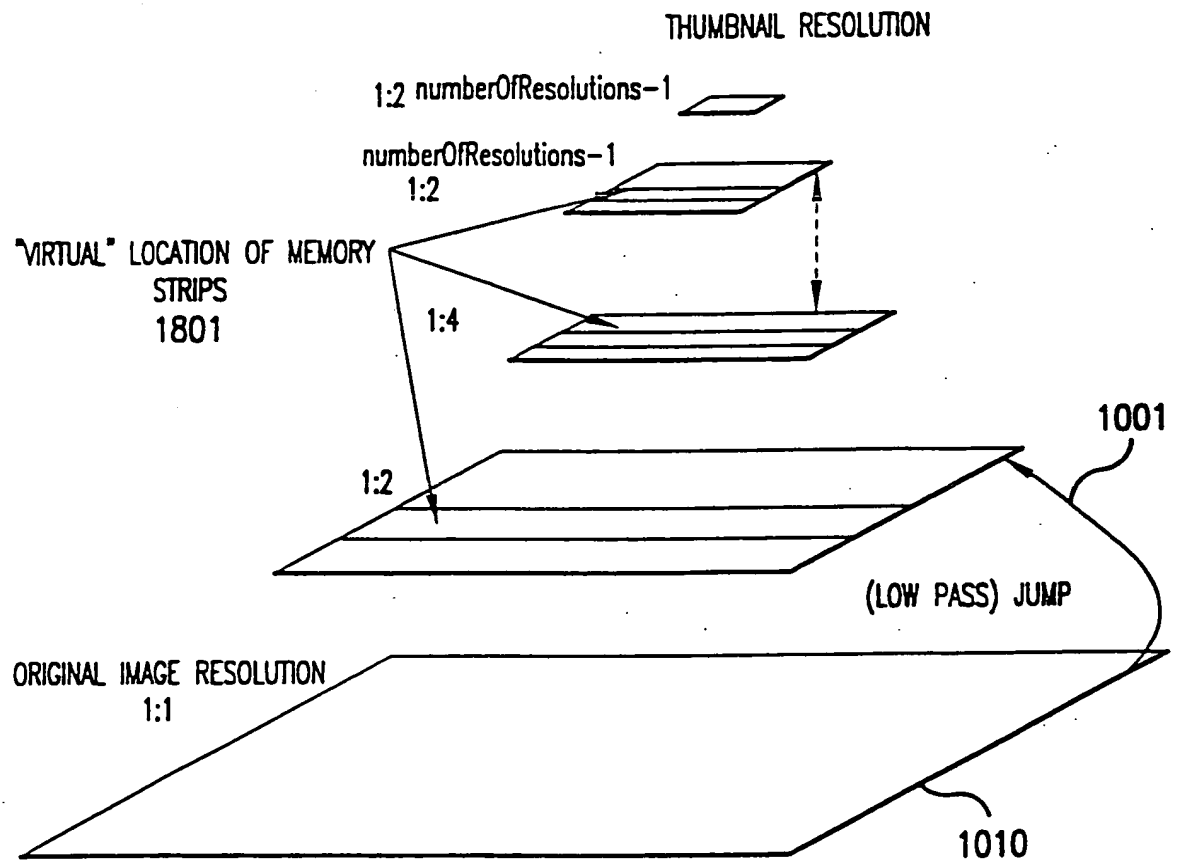 THUMBNAIL RESOLUTION
1:2 numberOfResolutions-1
numberOfResolutions-1
1:2
"VIRTUAL" LOCATION OF MEMORY
STRIPS
1801
1:4
1001
1:2
(LOW PASS) JUMP
ORIGINAL IMAGE RESOLUTION
1:1
1010